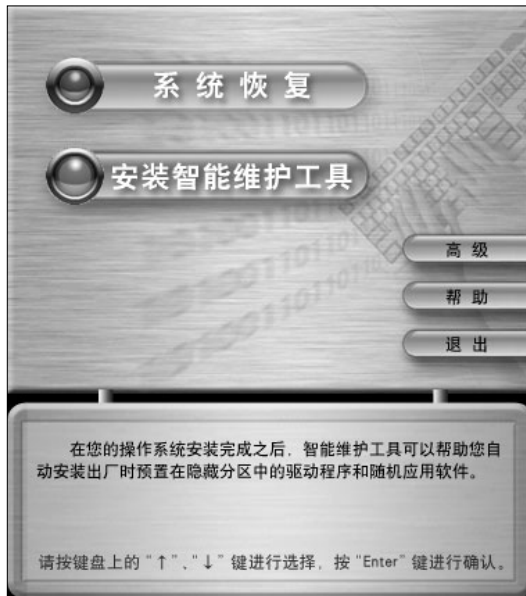 系统恢复
安装智能维护工具
高级
帮助
退出
在您的操作系统安装完成之后，智能维护工具可以帮助您自
动安装出厂时预置在隐藏分区中的驱动程序和随机应用软件。
请按键盘上的“↑”、“↓”键进行选择，按“Enter”键进行确认。